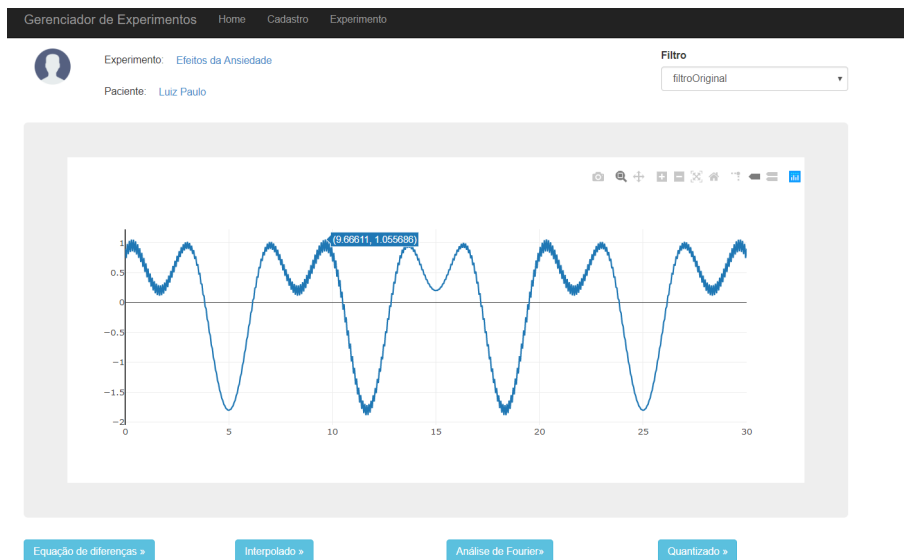 Gerenciador de Experimentos Home Cadastro Experimento
Experimento: Efeitos da Ansiedade
Paciente: Luiz Paulo
Filtro
filtroOriginal
(9.66611, 1.055686)
1
0.5
0
−0.5
−1
−1.5
−2
0 5 10 15 20 25 30
Equação de diferenças » Interpolado » Análise de Fourier» Quantizado »